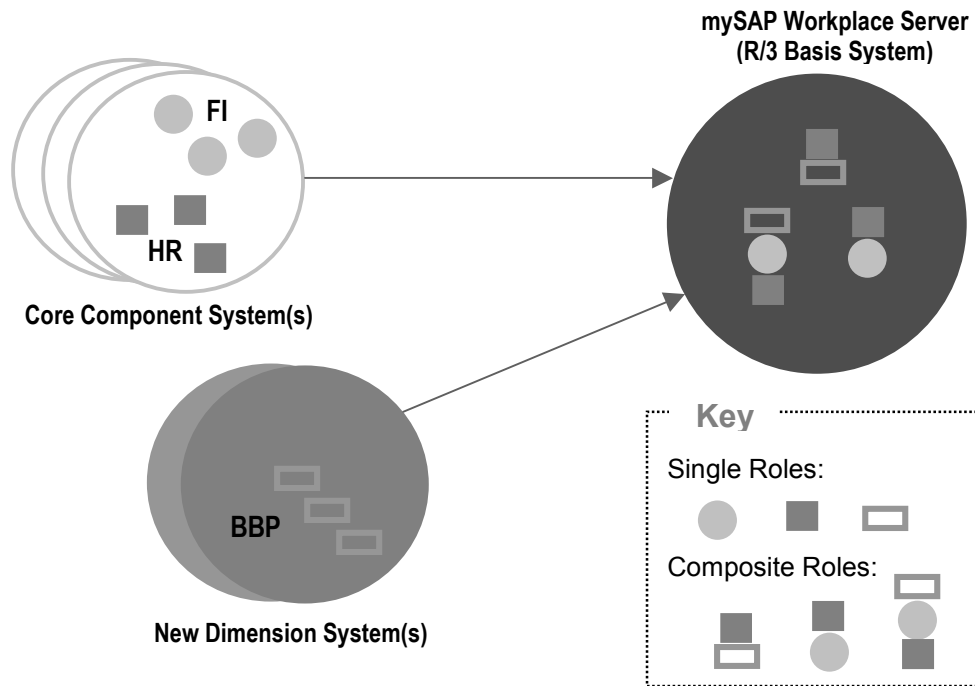 mySAP Workplace Server
(R/3 Basis System)
FI
HR
Core Component System(s)
BBP
New Dimension System(s)
Key
Single Roles:
Composite Roles: